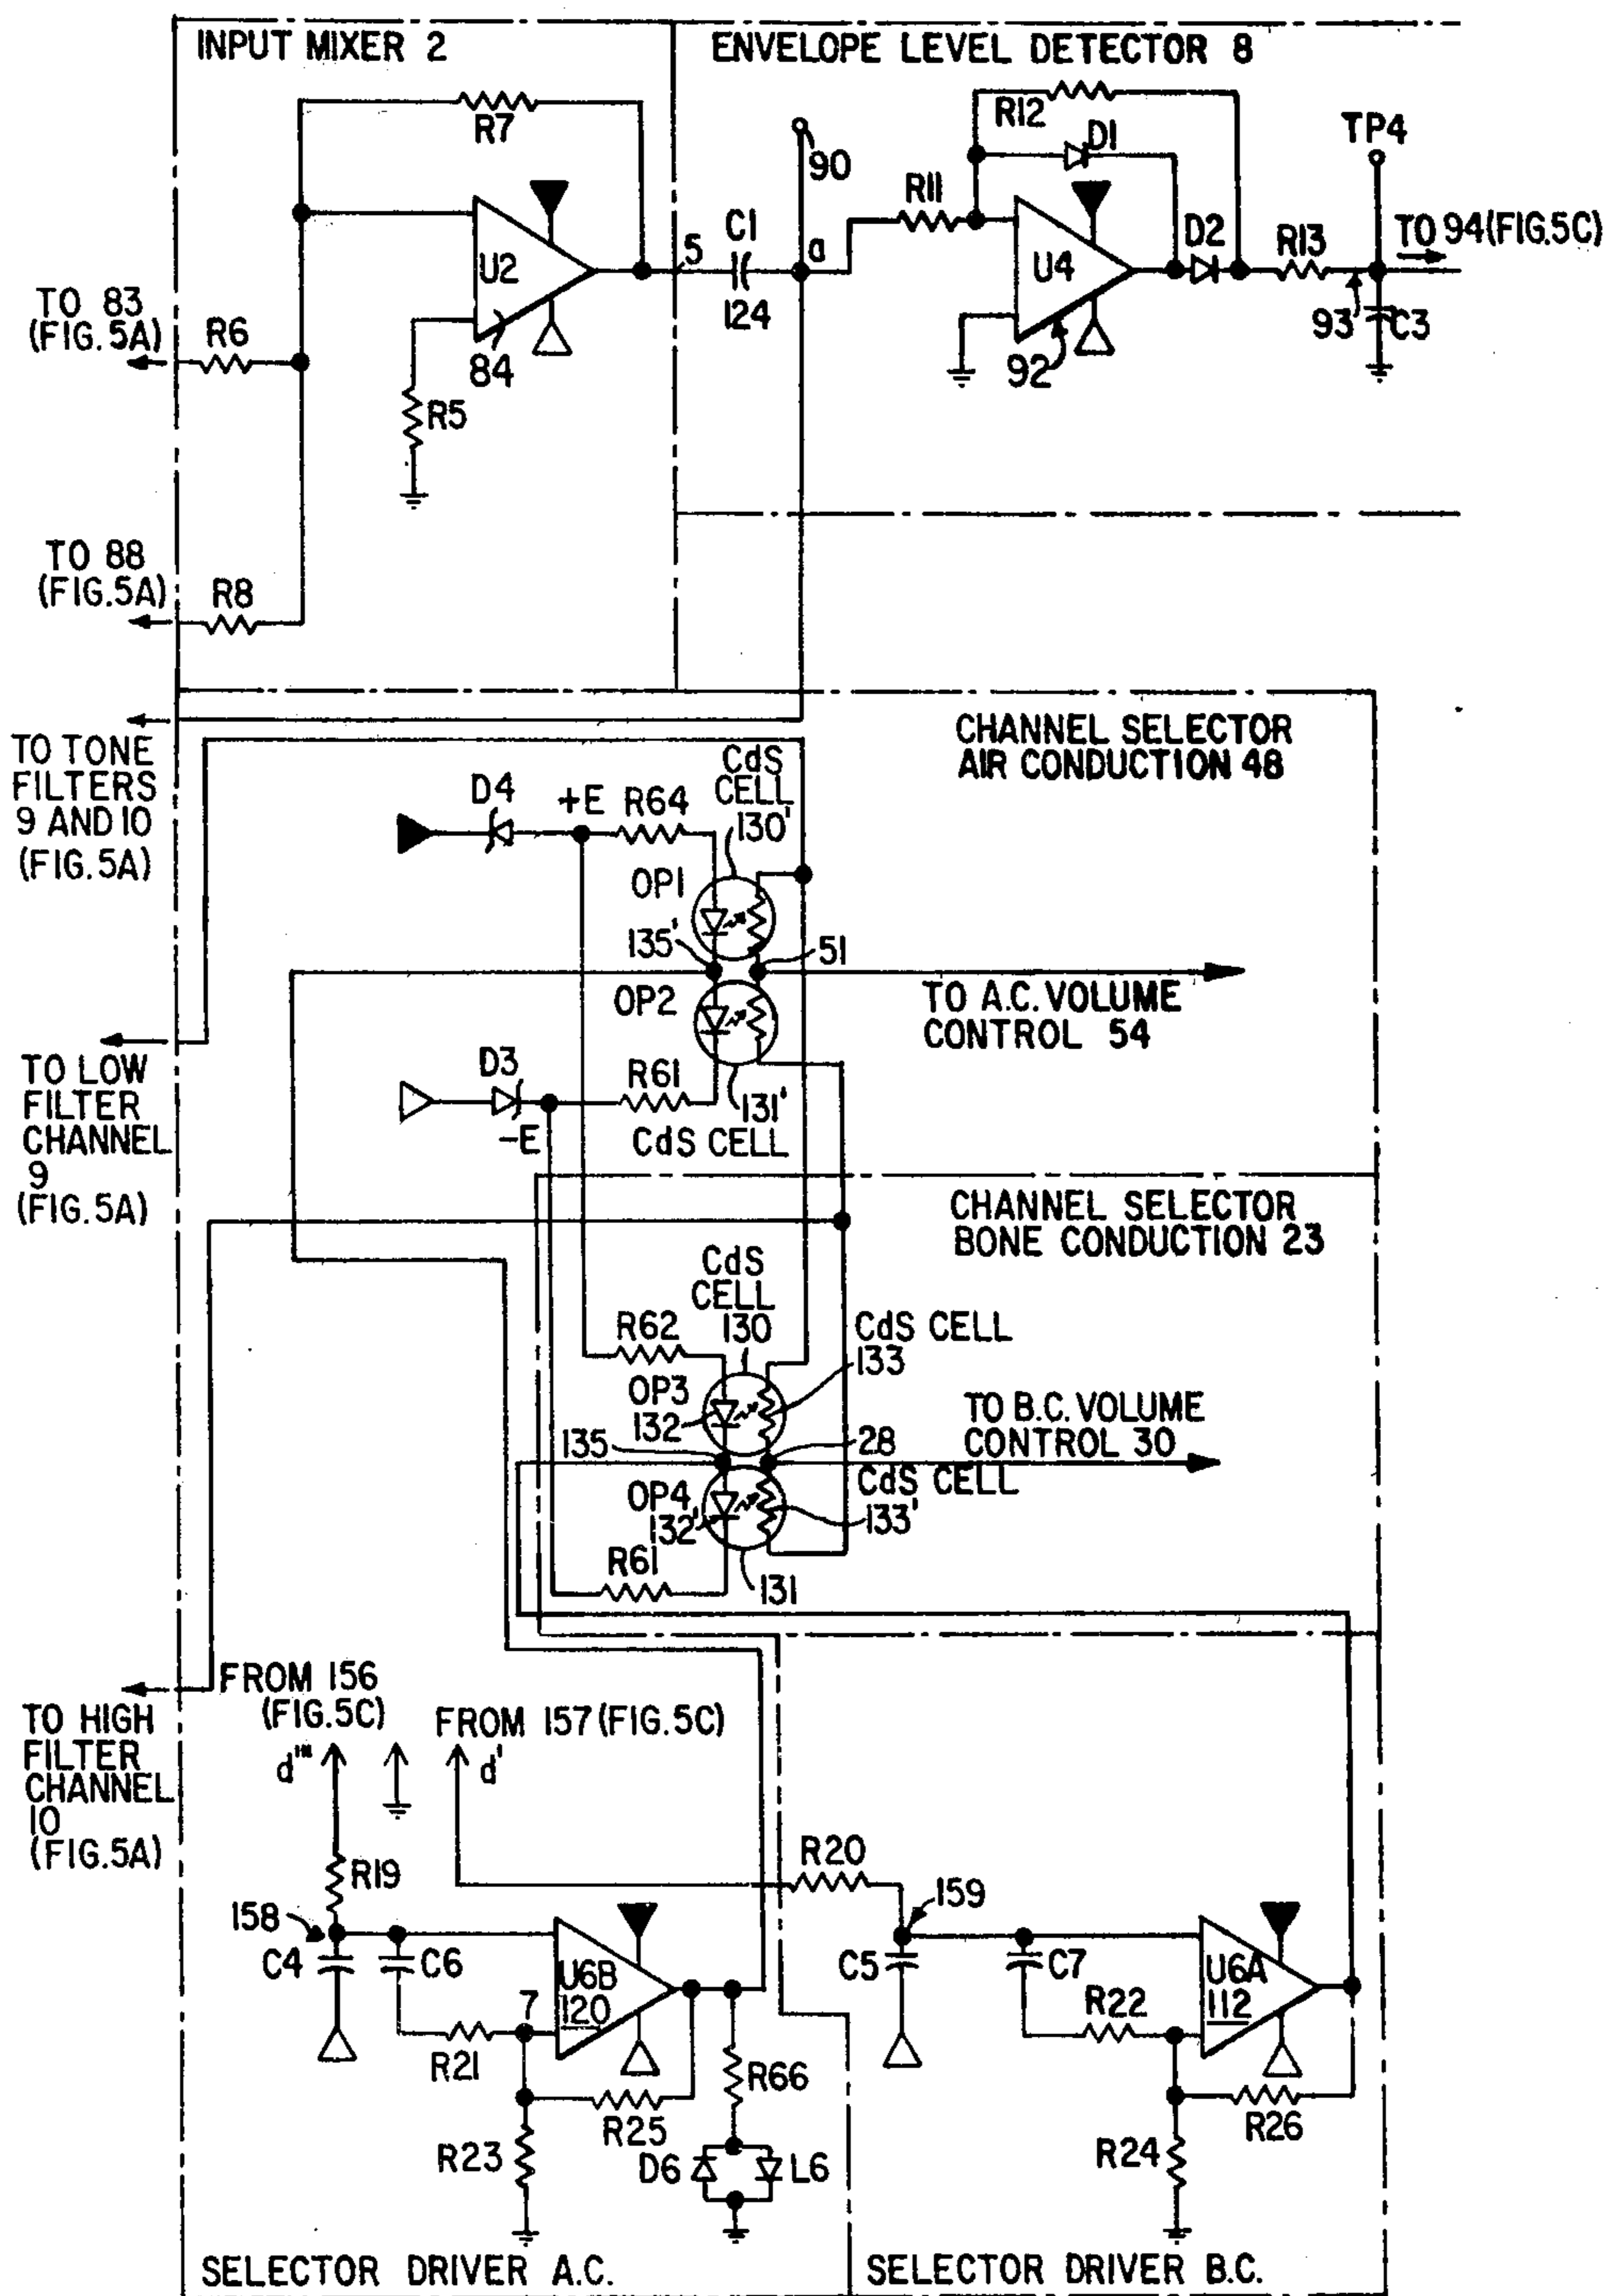 INPUT MIXER 2
ENVELOPE LEVEL DETECTOR 8
R7
R12
D1
TP4
90
R11
C1
5
a
U2
U4
D2
R13
TO 94 (FIG.5C)
124
TO 83
(FIG.5A)
R6
84
92
93
C3
R5
TO 88
(FIG.5A)
R8
TO TONE
FILTERS
9 AND 10
(FIG.5A)
CHANNEL SELECTOR
AIR CONDUCTION 48
CdS
CELL
130'
D4
+E
R64
OP1
135'
51
OP2
TO A.C. VOLUME
CONTROL 54
TO LOW
FILTER
CHANNEL
9
(FIG.5A)
D3
-E
R61
131'
CdS CELL
CHANNEL SELECTOR
BONE CONDUCTION 23
CdS
CELL
130
R62
CdS CELL
133
OP3
132
135
28
TO B.C. VOLUME
CONTROL 30
CdS CELL
133'
OP4
132'
R61
131
TO HIGH
FILTER
CHANNEL
10
(FIG.5A)
FROM 156
(FIG.5C)
d'''
FROM 157 (FIG.5C)
d'
R19
R20
158
159
C4
C6
U6B
120
7
C5
C7
U6A
112
R21
R22
R66
R25
R26
R23
R24
D6
L6
SELECTOR DRIVER A.C.
SELECTOR DRIVER B.C.